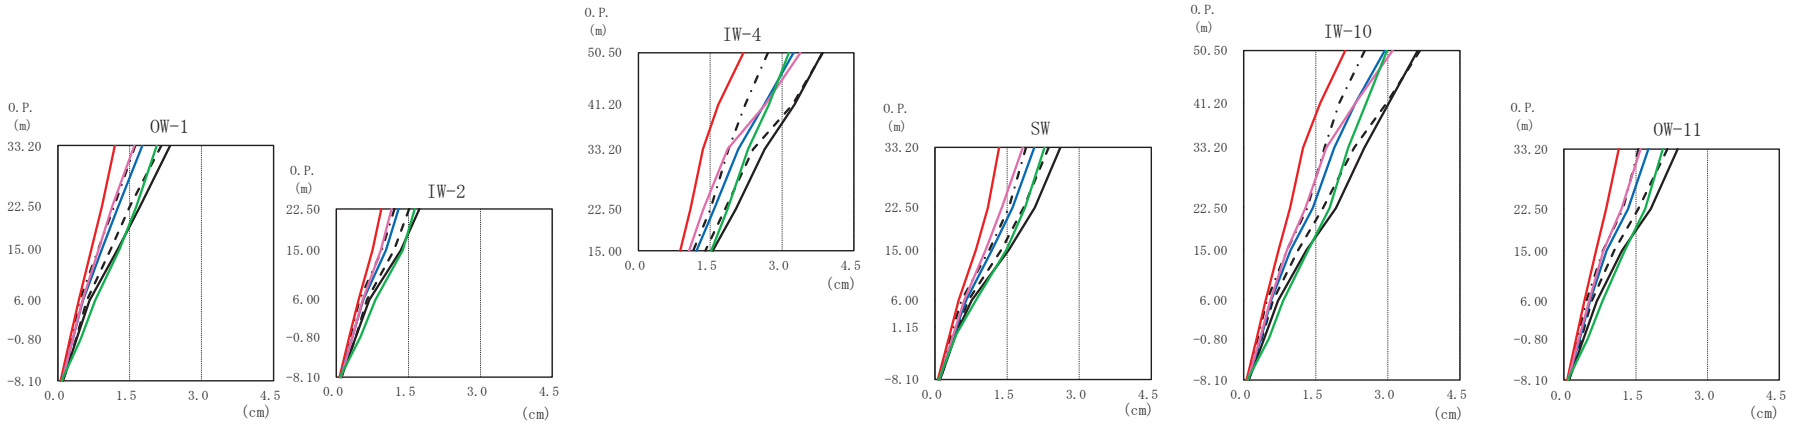 O.P.
(m)
OW-1
33.20
22.50
15.00
6.00
-0.80
-8.10
0.0
1.5
3.0
4.5
(cm)
O.P.
(m)
IW-2
22.50
15.00
6.00
-0.80
-8.10
0.0
1.5
3.0
4.5
(cm)
O.P.
(m)
IW-4
50.50
41.20
33.20
22.50
15.00
0.0
1.5
3.0
4.5
(cm)
O.P.
(m)
SW
33.20
22.50
15.00
6.00
1.15
-8.10
0.0
1.5
3.0
4.5
(cm)
O.P.
(m)
IW-10
50.50
41.20
33.20
22.50
15.00
6.00
-0.80
-8.10
0.0
1.5
3.0
4.5
(cm)
O.P.
(m)
OW-11
33.20
22.50
15.00
6.00
-0.80
-8.10
0.0
1.5
3.0
4.5
(cm)